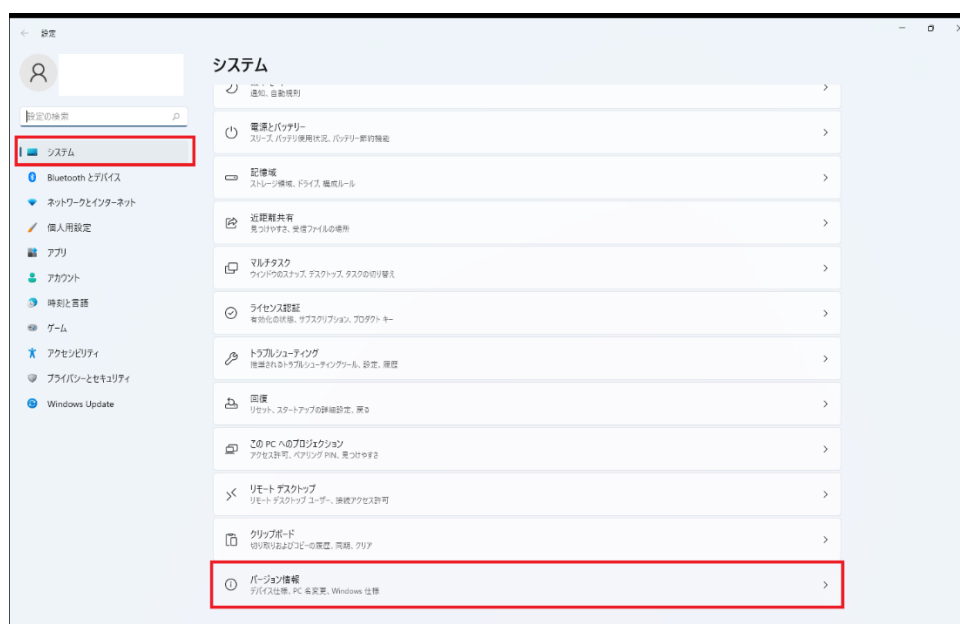 設定
設定の検索
システム
Bluetooth とデバイス
ネットワークとインターネット
個人用設定
アプリ
アカウント
時刻と言語
ゲーム
アクセシビリティ
プライバシーとセキュリティ
Windows Update
システム
通知、自動規則
電源とバッテリー
スリープ、バッテリ使用状況、バッテリー節約機能
記憶域
ストレージ領域、ドライブ、構成ルール
近距離共有
見つけやすさ、受信ファイルの場所
マルチタスク
ウィンドウのスナップ、デスクトップ、タスクの切り替え
ライセンス認証
有効化の状態、サブスクリプション、プロダクト キー
トラブルシューティング
推奨されるトラブルシューティングツール、設定、履歴
回復
リセット、スタートアップの詳細設定、戻る
この PC へのプロジェクション
アクセス許可、ペアリング PIN、見つけやすさ
リモート デスクトップ
リモート デスクトップ ユーザー、接続アクセス許可
クリップボード
切り取りおよびコピーの履歴、同期、クリア
バージョン情報
デバイス仕様、PC 名変更、Windows 仕様